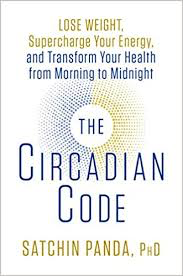 LOSE WEIGHT,
Supercharge Your Energy,
and Transform Your Health
from Morning to Midnight
THE
CIRCADIAN
CODE
SATCHIN PANDA, PhD